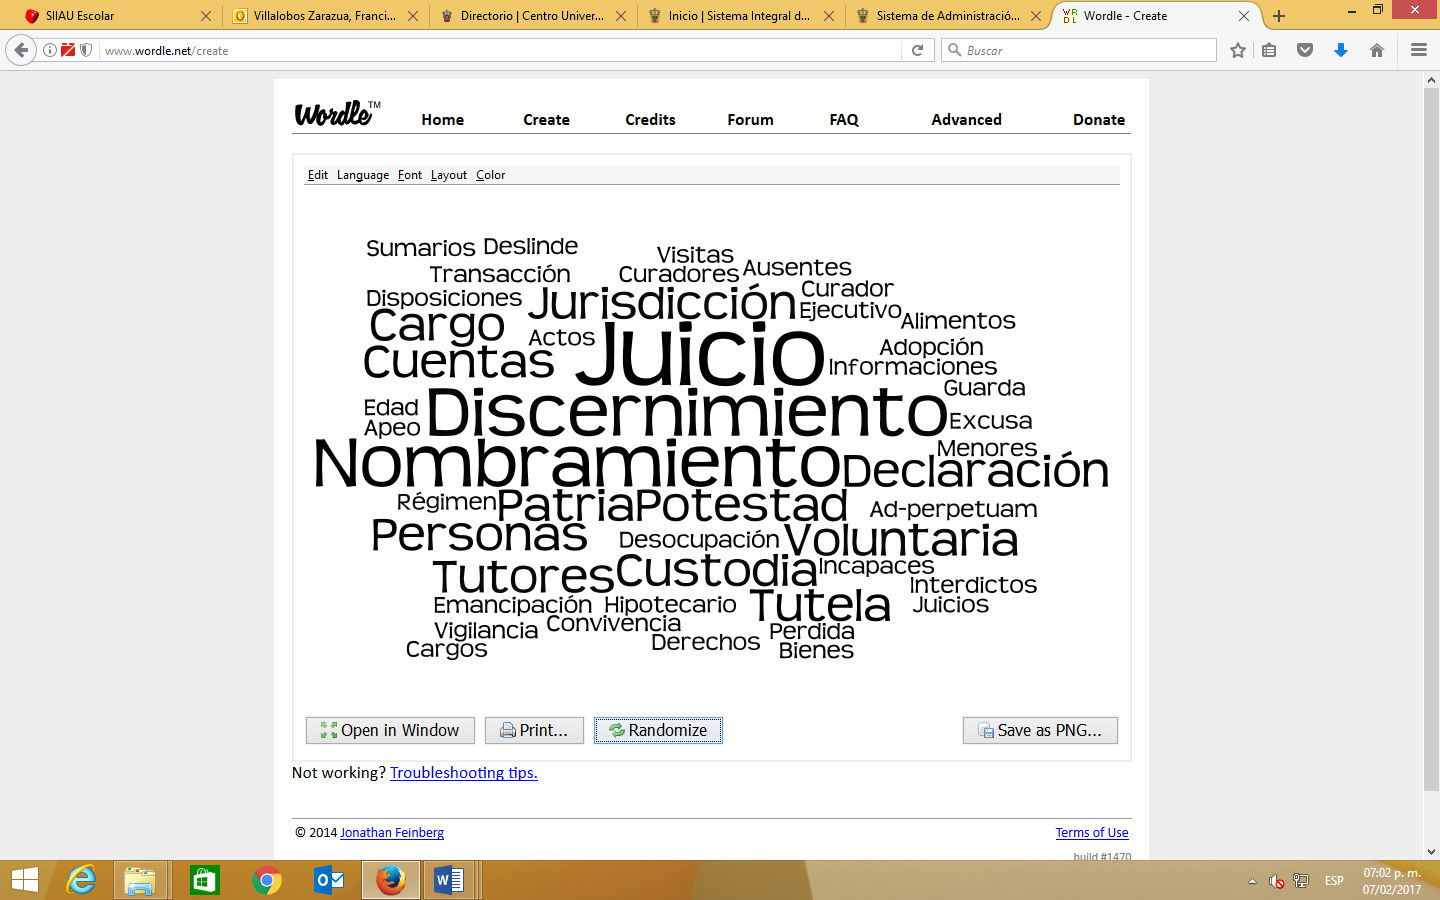 SIIAU Escolar
Villalobos Zarazua, Franci...
Directorio | Centro Univer...
Inicio | Sistema Integral d...
Sistema de Administració...
Wordle - Create
www.wordle.net/create
Buscar
Wordle TM
Home Create Credits Forum FAQ Advanced Donate
Edit Language Font Layout Color
Sumarios Deslinde
Visitas
Transacción Curadores Ausentes
Disposiciones Jurisdicción Curador
Ejecutivo
Cargo Actos Juicio Alimentos
Cuentas Adopción
Informaciones
Guarda
Edad Discernimiento Excusa
Apeo
Menores
Nombramiento Declaración
Régimen PatriaPotestad Ad-perpetuam
Personas Desocupación Voluntaria
Tutores Custodia Incapaces
Interdictos
Emancipación Hipotecario Tutela Juicios
Vigilancia Convivencia Perdida
Cargos Derechos Bienes
Open in Window Print... Randomize Save as PNG...
Not working? Troubleshooting tips.
© 2014 Jonathan Feinberg Terms of Use
build #1470
ESP
07:02 p. m.
07/02/2017